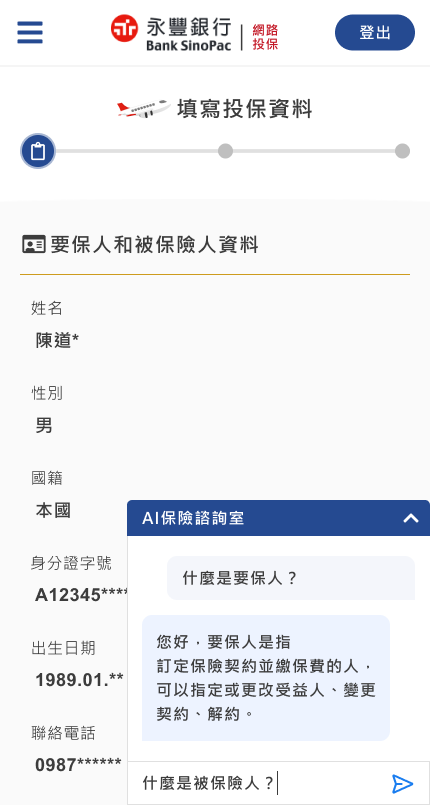 永豐銀行
Bank SinoPac
網路
投保
登出
填寫投保資料
要保人和被保險人資料
姓名
陳道*
性別
男
國籍
本國
身分證字號
A12345****
出生日期
1989.01.**
聯絡電話
0987******
AI保險諮詢室
什麼是要保人？
您好，要保人是指
訂定保險契約並繳保費的人，
可以指定或更改受益人、變更
契約、解約。
什麼是被保險人？